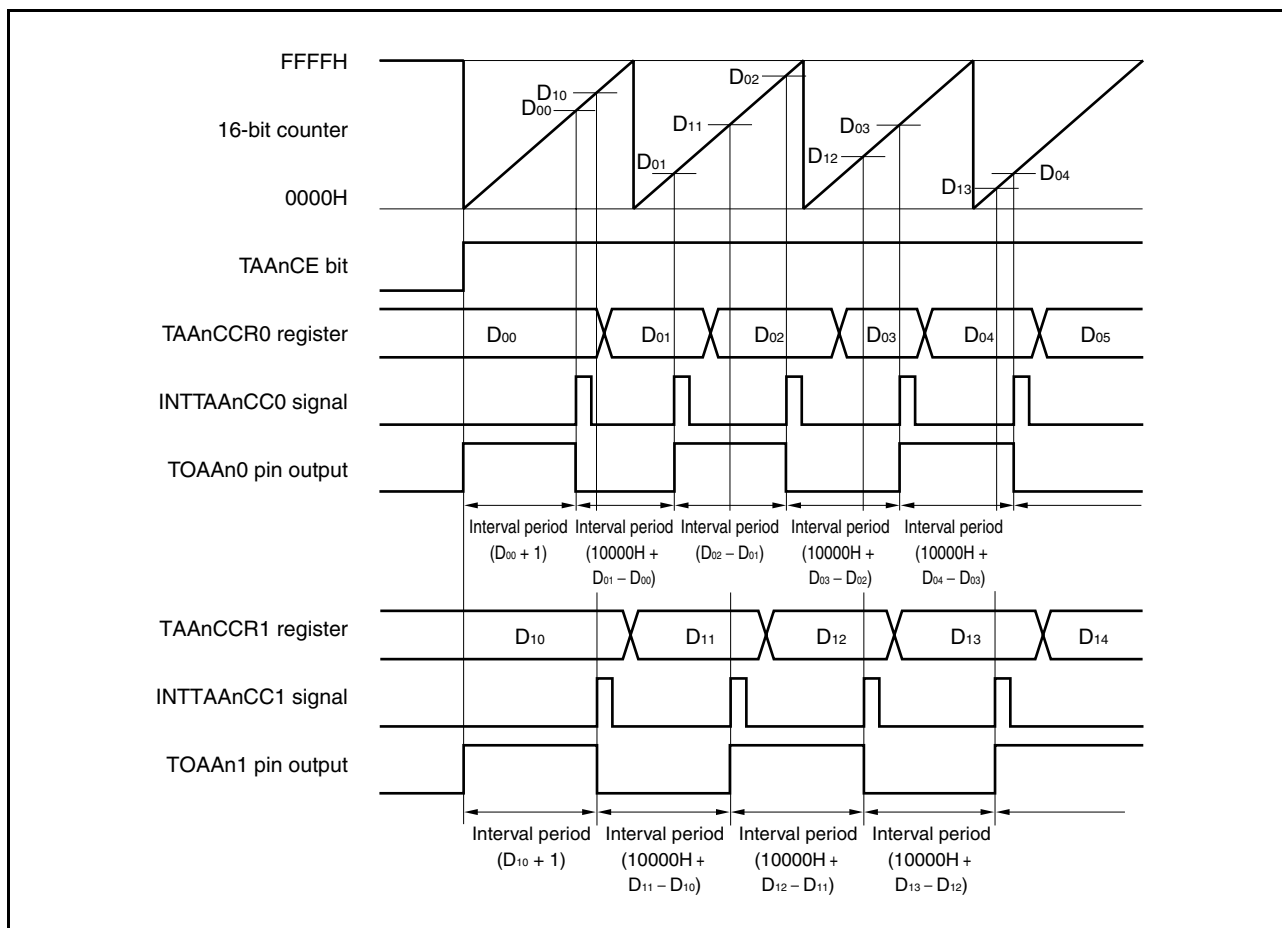 FFFFH
D10
D00
D02
16-bit counter
D11
D03
D12
D01
D04
D13
0000H
TAAnCE bit
TAAnCCR0 register
D00
D01
D02
D03
D04
D05
INTTAAnCC0 signal
TOAAn0 pin output
Interval period
(D00 + 1)
Interval period
(10000H +
D01 – D00)
Interval period
(D02 – D01)
Interval period
(10000H +
D03 – D02)
Interval period
(10000H +
D04 – D03)
TAAnCCR1 register
D10
D11
D12
D13
D14
INTTAAnCC1 signal
TOAAn1 pin output
Interval period
(D10 + 1)
Interval period
(10000H +
D11 – D10)
Interval period
(10000H +
D12 – D11)
Interval period
(10000H +
D13 – D12)